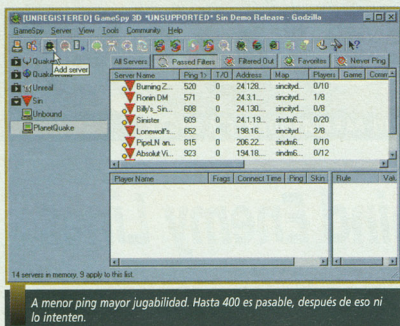 [UNREGISTERED] GameSpy 3D *UNSUPPORTED* Sin Demo Release - Godzilla
GameSpy Server View Tools Community Help
Add server
Unreal
Sin
Unbound
PlanetQuake
All Servers Passed Filters Filtered Out Favorites Never Ping
Server Name Ping T/O Address Map Players Game
Burning Z... 520 0 24.128.... sincityd... 0/10
Ronin DM 571 0 24.3.1... sincityd... 1/8
Billy's, Sin... 608 0 24.130.... sincityd... 0/8
Sinister 609 0 24.1.19... sindm6... 0/20
Lonewolf's... 652 0 198.16... sincityd... 2/8
PipeLN an... 815 0 206.22... sindm6... 0/10
Absolut Vi... 923 0 194.18... sindm6... 0/12
Player Name Frags Connect Time Ping Skin Rule
14 servers in memory. 9 apply to this list.
A menor ping mayor jugabilidad. Hasta 400 es pasable, después de eso ni
lo intenten.